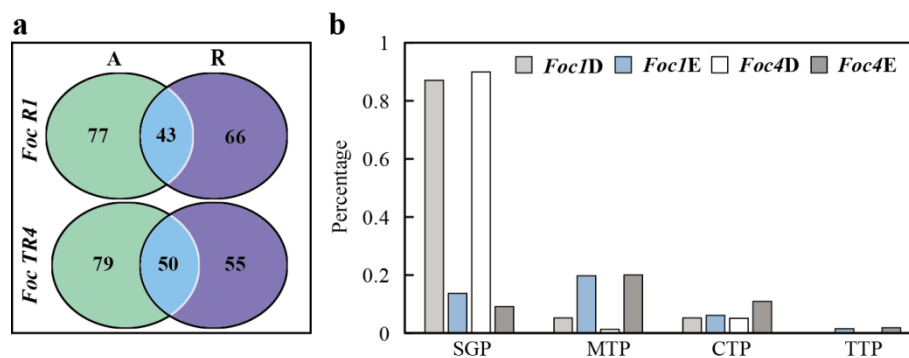 a
A R
Foc R1
77 43 66
Foc TR4
79 50 55
b
Percentage
1
0.8
0.6
0.4
0.2
0
Foc1D Foc1E Foc4D Foc4E
SGP MTP CTP TTP